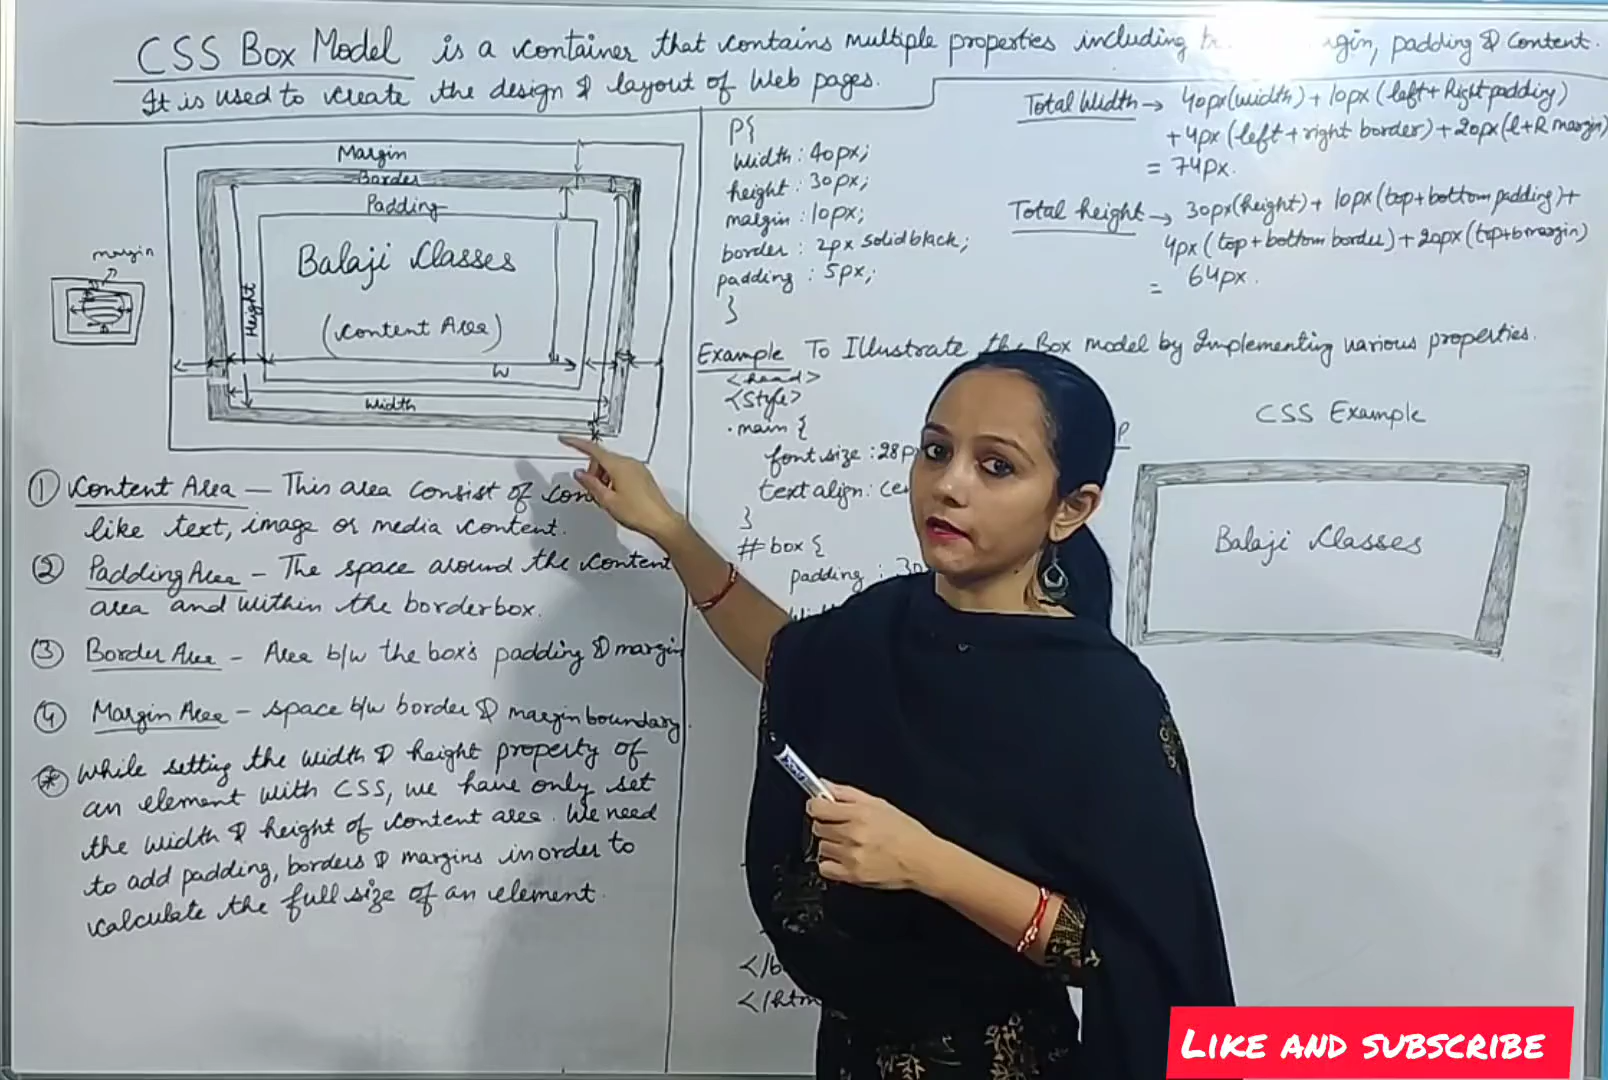 CSS Box Model is a container that contains multiple properties including padding & Content.
It is used to create the design & layout of Web pages.
Margin
Border
Padding
Balaji Classes
(Content Area)
Height
W
Width
margin
① Content Area — This area consist of
like text, image or media content.
② Padding Area - The space around the content
area and within the borderbox.
③ Border Area - Area b/w the box's padding & margin
④ Margin Area - space b/w border & margin boundary.
* While setting the width & height property of
an element with CSS, we have only set
the width & height of content area. We need
to add padding, borders & margins inorder to
calculate the full size of an element.
P{
width : 40px;
height : 30px;
margin : 10px;
border : 2px solid black;
padding : 5px;
}
Total Width → 40px(width) + 10px (left + Right padding)
+ 4px (left + right border) + 20px (l + R margin)
= 74px.
Total height → 30px(height) + 10px (top + bottom padding) +
4px (top + bottom border) + 20px (top + b margin)
= 64px.
Example To Illustrate the Box model by Implementing various properties.
<head>
<Style>
.main {
font size : 28p
text align :
}
# box {
padding :
</htm
CSS Example
Balaji Classes
LIKE AND SUBSCRIBE